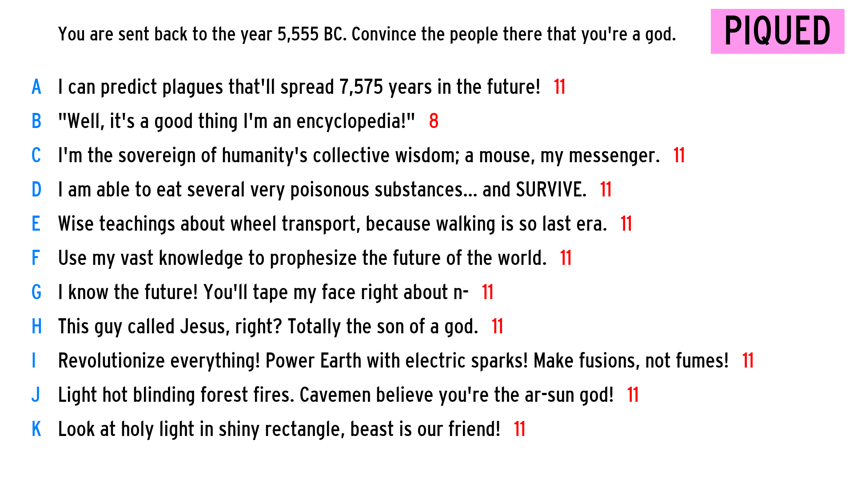 You are sent back to the year 5,555 BC. Convince the people there that you're a god.
PIQUED
A I can predict plagues that'll spread 7,575 years in the future! 11
B "Well, it's a good thing I'm an encyclopedia!" 8
C I'm the sovereign of humanity's collective wisdom; a mouse, my messenger. 11
D I am able to eat several very poisonous substances... and SURVIVE. 11
E Wise teachings about wheel transport, because walking is so last era. 11
F Use my vast knowledge to prophesize the future of the world. 11
G I know the future! You'll tape my face right about n- 11
H This guy called Jesus, right? Totally the son of a god. 11
I Revolutionize everything! Power Earth with electric sparks! Make fusions, not fumes! 11
J Light hot blinding forest fires. Cavemen believe you're the ar-sun god! 11
K Look at holy light in shiny rectangle, beast is our friend! 11